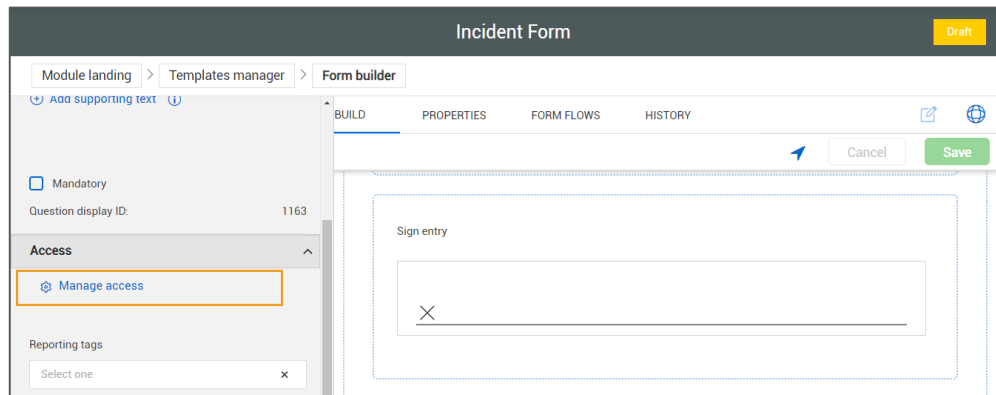 Incident Form
Draft
Module landing > Templates manager > Form builder
Add supporting text
Mandatory
Question display ID: 1163
Access
Manage access
Reporting tags
Select one
BUILD PROPERTIES FORM FLOWS HISTORY
Cancel Save
Sign entry